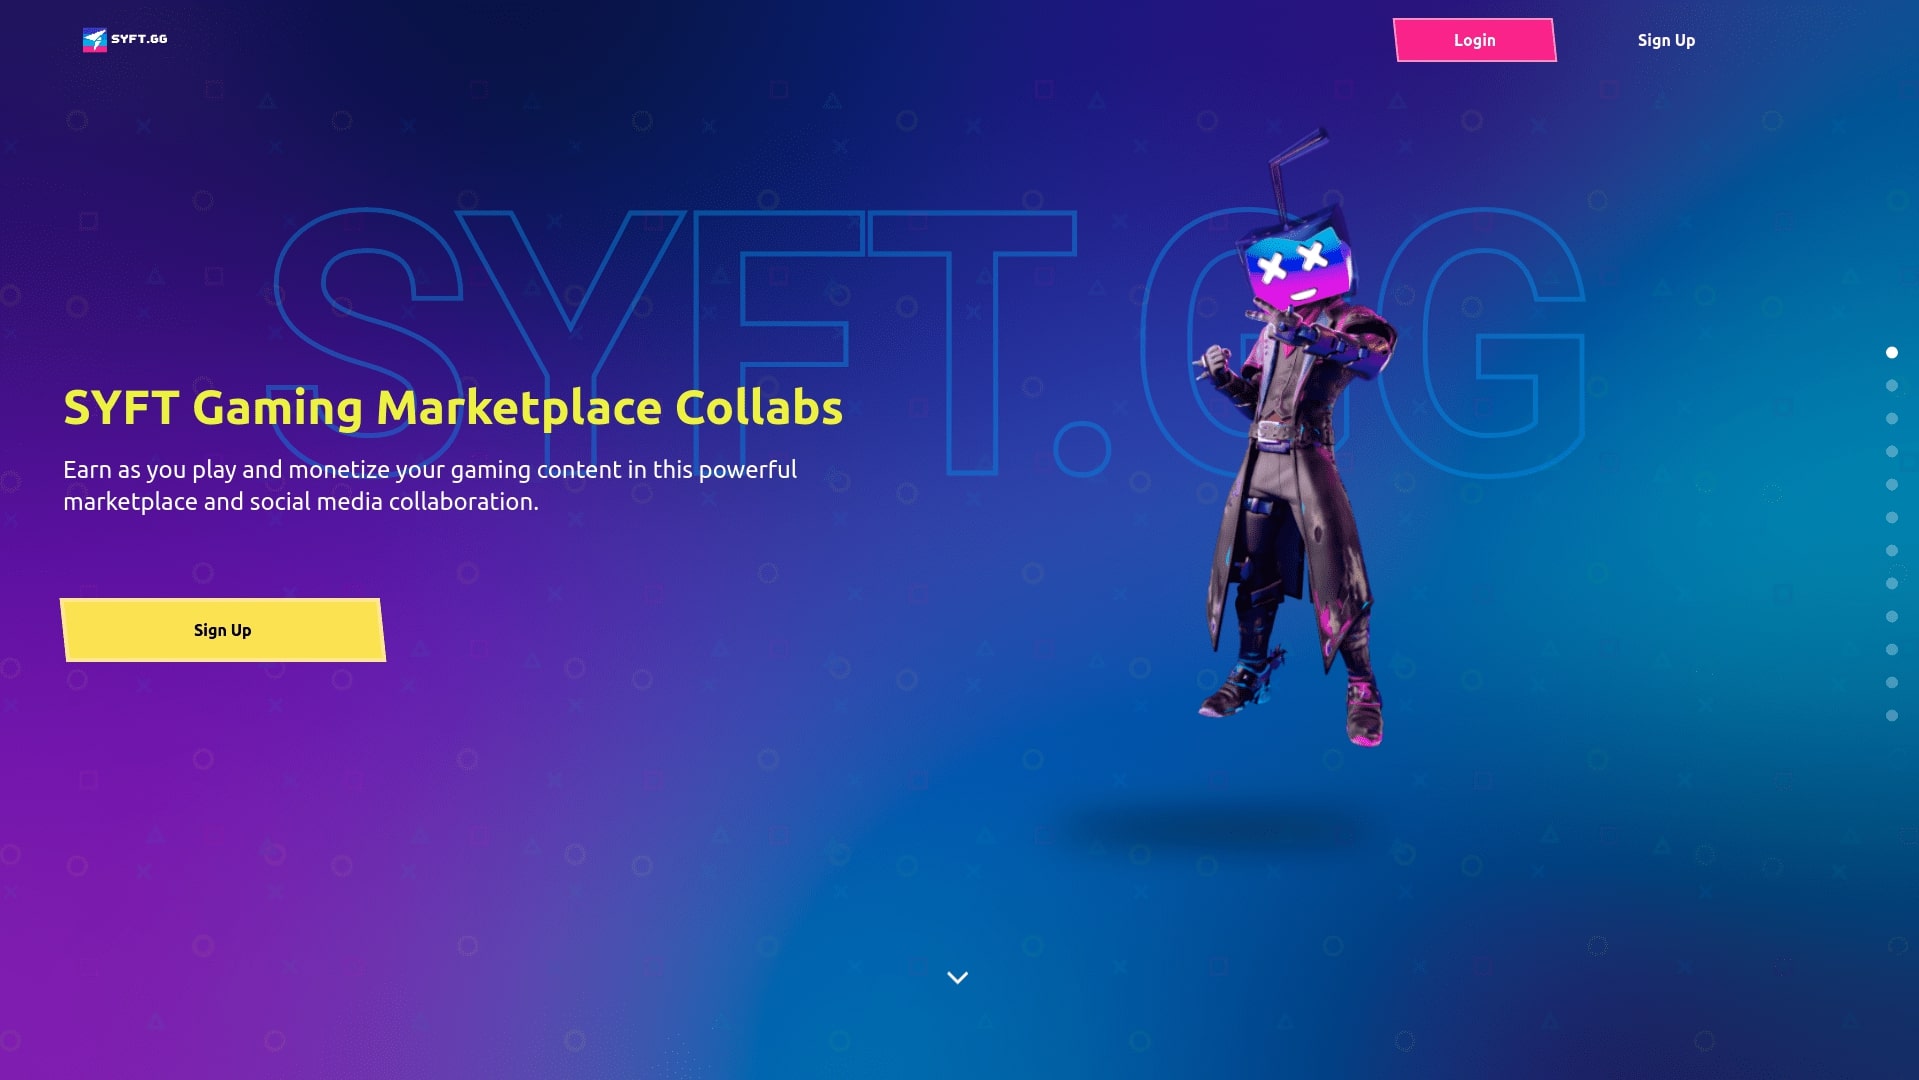 SYFT.GG
Login
Sign Up
SYFT.GG
SYFT Gaming Marketplace Collabs
Earn as you play and monetize your gaming content in this powerful
marketplace and social media collaboration.
Sign Up